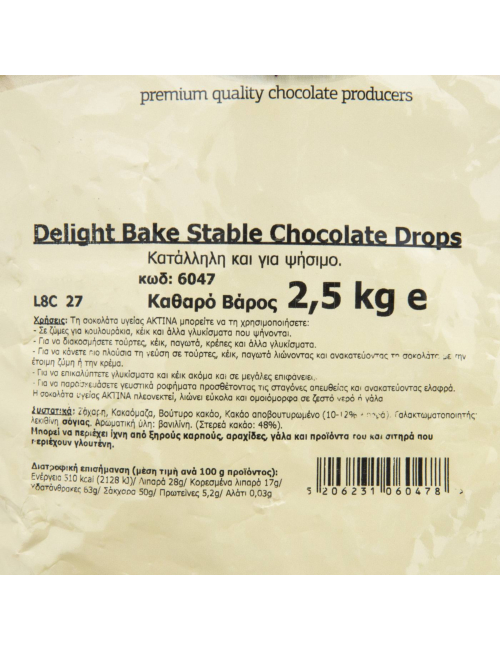 premium quality chocolate producers
Delight Bake Stable Chocolate Drops
Κατάλληλη και για ψήσιμο.
κωδ: 6047
L8C 27 Καθαρό Βάρος 2,5 kg e
Χρήσεις: Τη σοκολάτα υγείας ΑΚΤΙΝΑ μπορείτε να τη χρησιμοποιήσετε:
- Σε ζύμες για κουλουράκια, κέικ και άλλα γλυκίσματα που ψήνονται.
- Για να διακοσμήσετε τούρτες, κέικ, παγωτά, κρέπες και άλλα γλυκίσματα.
- Για να κάνετε πιο πλούσια τη γεύση σε τούρτες, κέικ, παγωτά λιώνοντας και ανακατεύοντας τη σοκολάτα με την
έτοιμη ζύμη ή την κρέμα.
- Για να επικαλύπτετε γλυκίσματα και κέικ ακόμα και σε μεγάλες επιφάνειες.
- Για να παρασκευάσετε γευστικά ροφήματα προσθέτοντας τις σταγόνες απευθείας και ανακατεύοντας ελαφρά.
Η σοκολάτα υγείας ΑΚΤΙΝΑ πλεονεκτεί, λιώνει εύκολα και ομοιόμορφα σε ζεστό νερό ή γάλα
Συστατικά: Ζάχαρη, Κακαόμαζα, Βούτυρο κακάο, Κακάο αποβουτυρωμένο (10-12% Γαλακτωματοποιητής:
λεκιθίνη σόγιας, Αρωματική ύλη: βανιλίνη. (Στερεά κακάο: 48%).
Μπορεί να περιέχει ίχνη από ξηρούς καρπούς, αραχίδες, γάλα και προϊόντα του και σιτηρά που
περιέχουν γλουτένη.
Διατροφική επισήμανση (μέση τιμή ανά 100 g προϊόντος):
Ενέργεια 510 kcal (2128 kJ)/ Λιπαρά 28g/ Κορεσμένα λιπαρά 17g/
Υδατάνθρακες 63g/ Σάκχαρα 50g/ Πρωτεΐνες 5,2g/ Αλάτι 0,03g
5 206231 060478 2